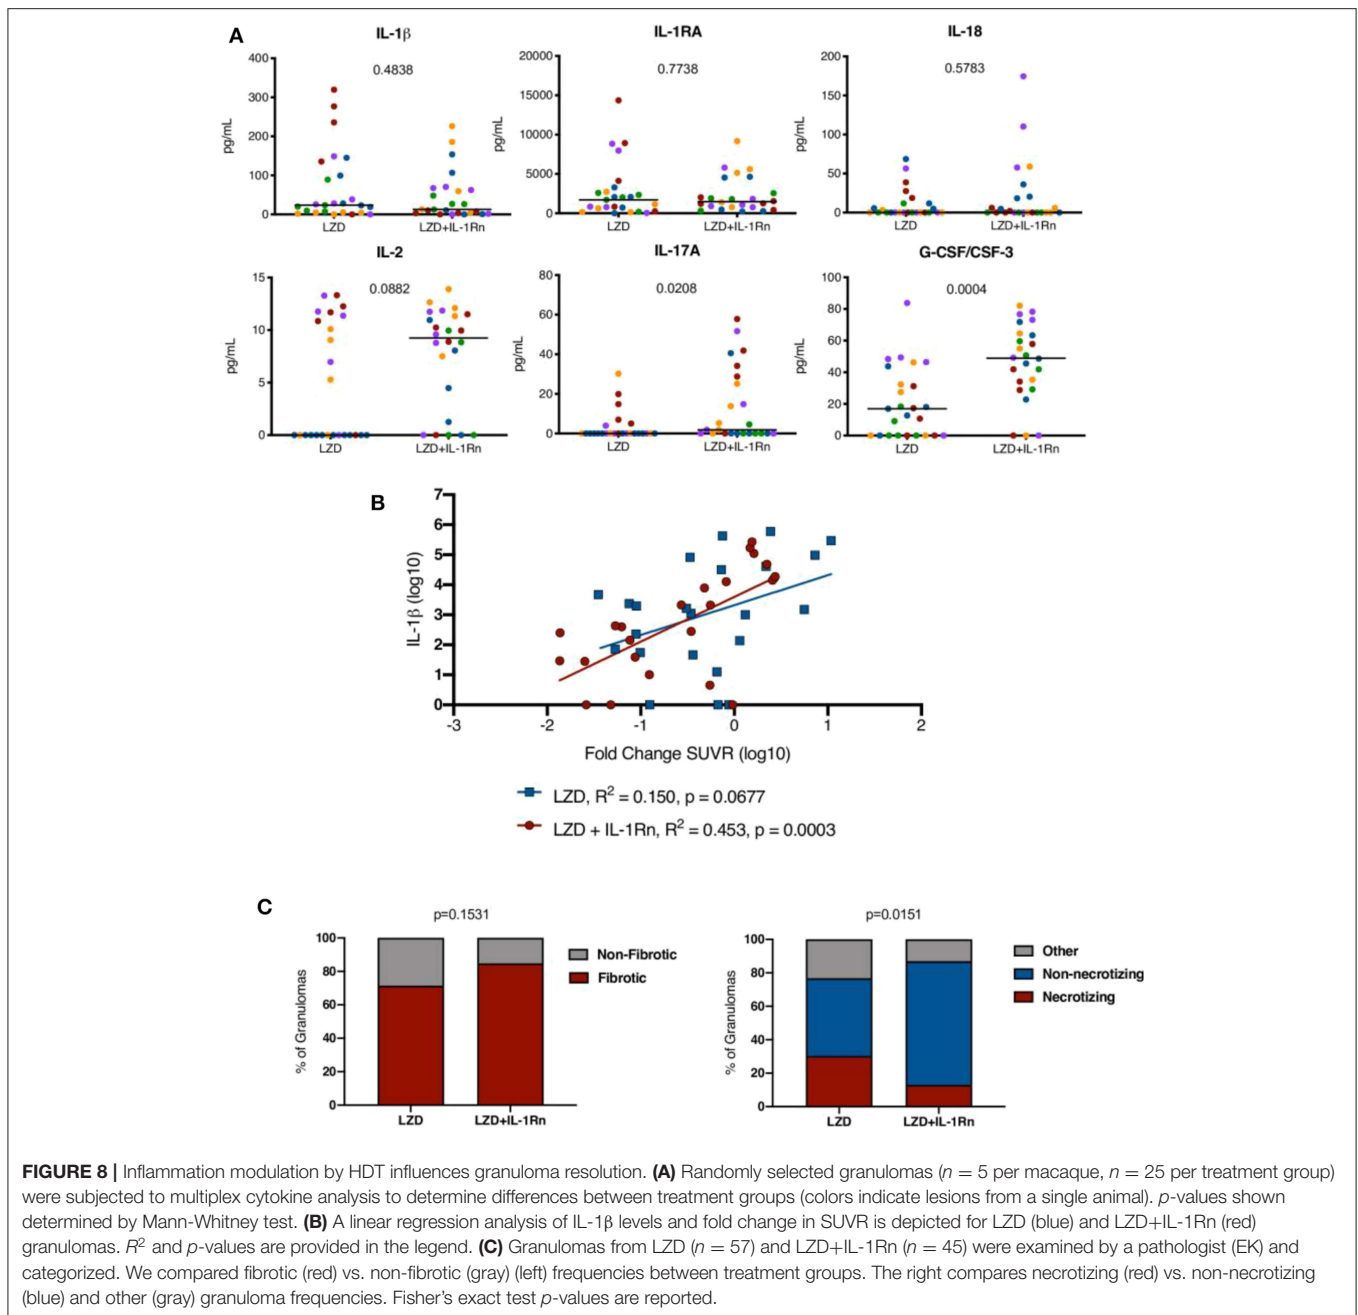 A
IL-1β
IL-1RA
IL-18
400
300
200
100
0
pg/mL
0.4838
LZD
LZD+IL-1Rn
20000
15000
10000
5000
0
pg/mL
0.7738
LZD
LZD+IL-1Rn
200
150
100
50
0
pg/mL
0.5783
LZD
LZD+IL-1Rn
IL-2
IL-17A
G-CSF/CSF-3
15
10
5
0
pg/mL
0.0882
LZD
LZD+IL-1Rn
80
60
40
20
0
pg/mL
0.0208
LZD
LZD+IL-1Rn
100
80
60
40
20
0
pg/mL
0.0004
LZD
LZD+IL-1Rn
B
7
6
5
4
3
2
1
0
IL-1β (log10)
-3 -2 -1 0 1 2
Fold Change SUVR (log10)
LZD, R² = 0.150, p = 0.0677
LZD + IL-1Rn, R² = 0.453, p = 0.0003
C
p=0.1531
100
80
60
40
20
0
% of Granulomas
LZD
LZD+IL-1Rn
Non-Fibrotic
Fibrotic
p=0.0151
100
80
60
40
20
0
% of Granulomas
LZD
LZD+IL-1Rn
Other
Non-necrotizing
Necrotizing
FIGURE 8 | Inflammation modulation by HDT influences granuloma resolution. (A) Randomly selected granulomas (n = 5 per macaque, n = 25 per treatment group)
were subjected to multiplex cytokine analysis to determine differences between treatment groups (colors indicate lesions from a single animal). p-values shown
determined by Mann-Whitney test. (B) A linear regression analysis of IL-1β levels and fold change in SUVR is depicted for LZD (blue) and LZD+IL-1Rn (red)
granulomas. R² and p-values are provided in the legend. (C) Granulomas from LZD (n = 57) and LZD+IL-1Rn (n = 45) were examined by a pathologist (EK) and
categorized. We compared fibrotic (red) vs. non-fibrotic (gray) (left) frequencies between treatment groups. The right compares necrotizing (red) vs. non-necrotizing
(blue) and other (gray) granuloma frequencies. Fisher's exact test p-values are reported.